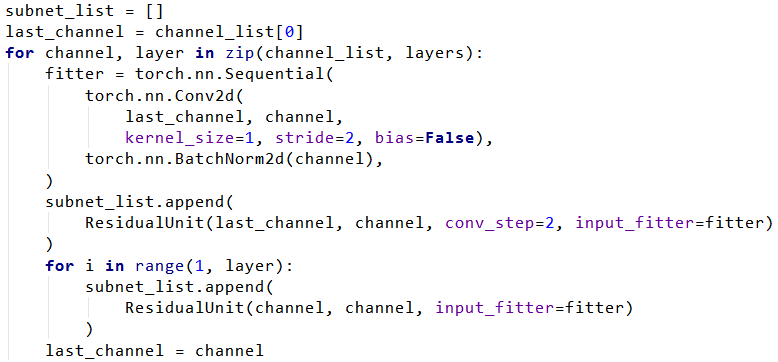 subnet_list = []
last_channel = channel_list[0]
for channel, layer in zip(channel_list, layers):
    fitter = torch.nn.Sequential(
        torch.nn.Conv2d(
            last_channel, channel,
            kernel_size=1, stride=2, bias=False),
        torch.nn.BatchNorm2d(channel),
    )
    subnet_list.append(
        ResidualUnit(last_channel, channel, conv_step=2, input_fitter=fitter)
    )
    for i in range(1, layer):
        subnet_list.append(
            ResidualUnit(channel, channel, input_fitter=fitter)
        )
    last_channel = channel